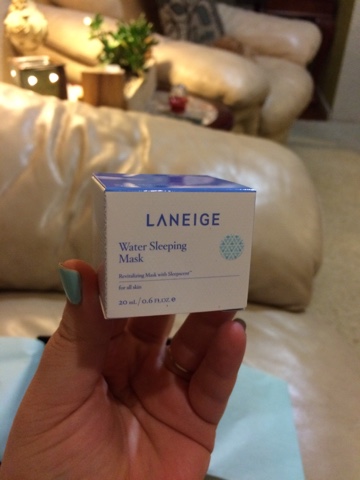 LANEIGE
Water Sleeping
Mask
Revitalizing Mask with Sleepscent™
for all skin
20 mL / 0.6 fl oz e